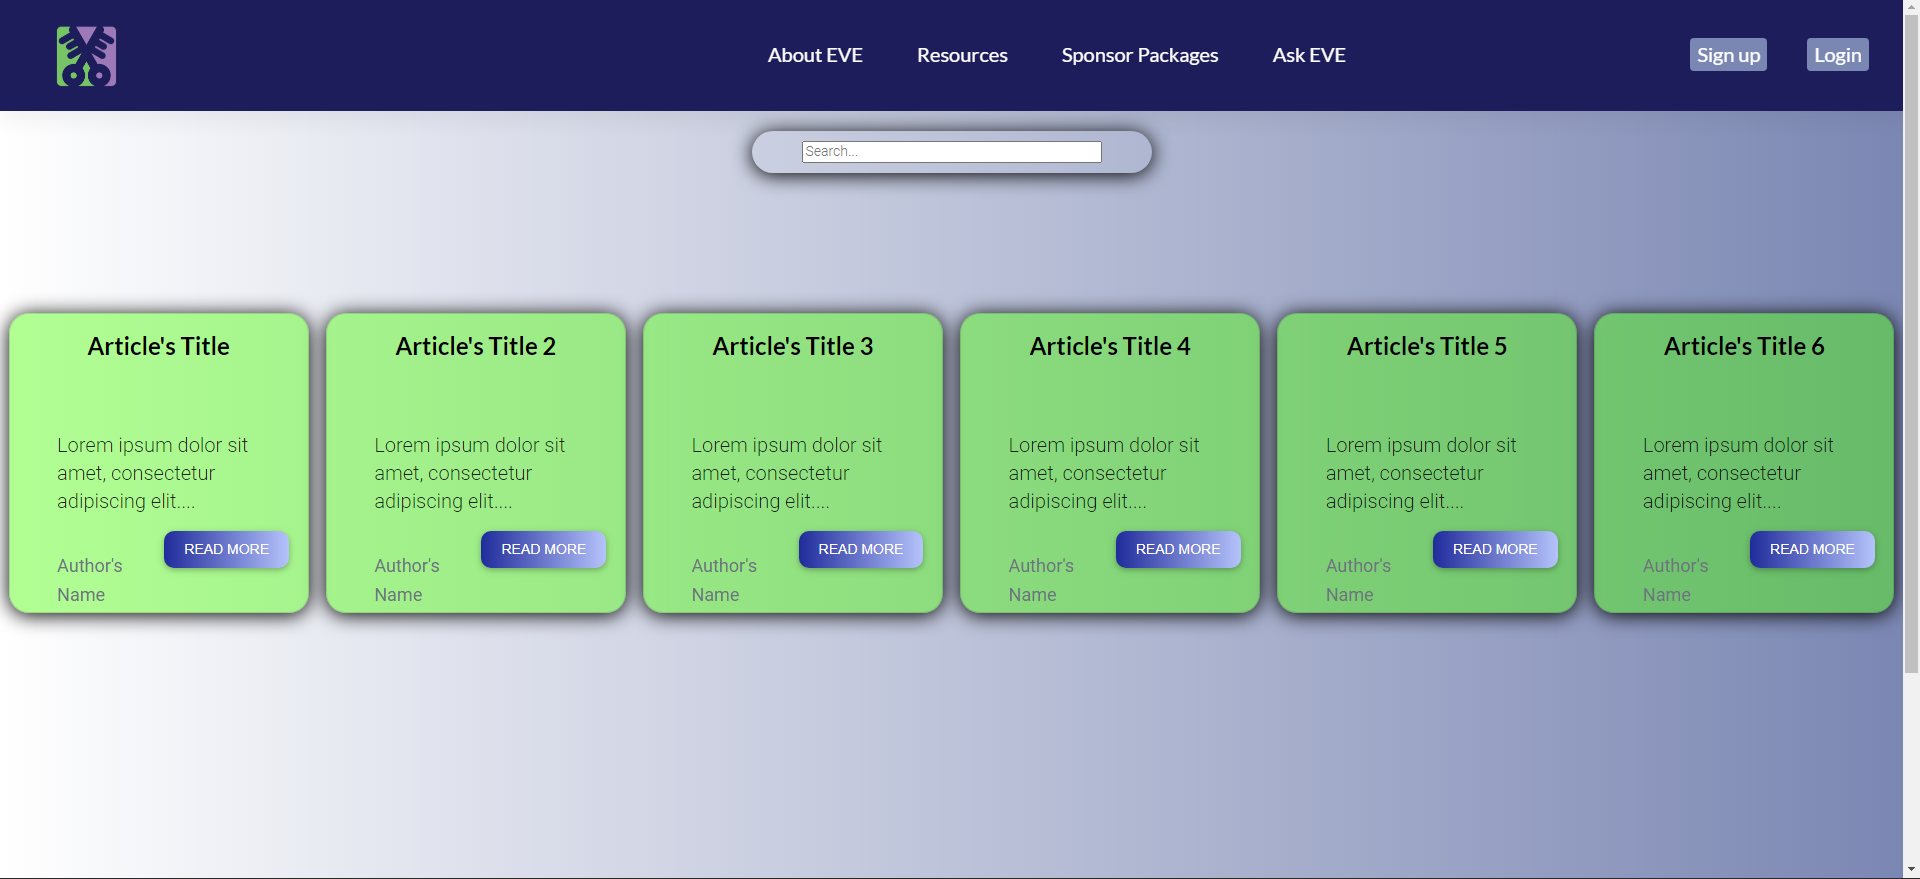 About EVE
Resources
Sponsor Packages
Ask EVE
Sign up
Login
Search...
Article's Title
Lorem ipsum dolor sit
amet, consectetur
adipiscing elit....
READ MORE
Author's
Name
Article's Title 2
Lorem ipsum dolor sit
amet, consectetur
adipiscing elit....
READ MORE
Author's
Name
Article's Title 3
Lorem ipsum dolor sit
amet, consectetur
adipiscing elit....
READ MORE
Author's
Name
Article's Title 4
Lorem ipsum dolor sit
amet, consectetur
adipiscing elit....
READ MORE
Author's
Name
Article's Title 5
Lorem ipsum dolor sit
amet, consectetur
adipiscing elit....
READ MORE
Author's
Name
Article's Title 6
Lorem ipsum dolor sit
amet, consectetur
adipiscing elit....
READ MORE
Author's
Name